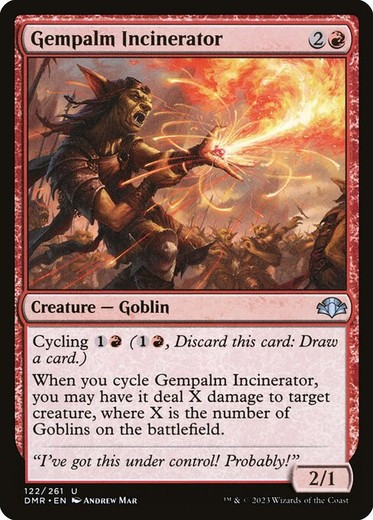 Gempalm Incinerator 2
Creature — Goblin
Cycling 1 (1, Discard this card: Draw
a card.)
When you cycle Gempalm Incinerator,
you may have it deal X damage to target
creature, where X is the number of
Goblins on the battlefield.
“I’ve got this under control! Probably!”
2/1
122/261 U
DMR • EN Andrew Mar
™ & © 2023 Wizards of the Coast